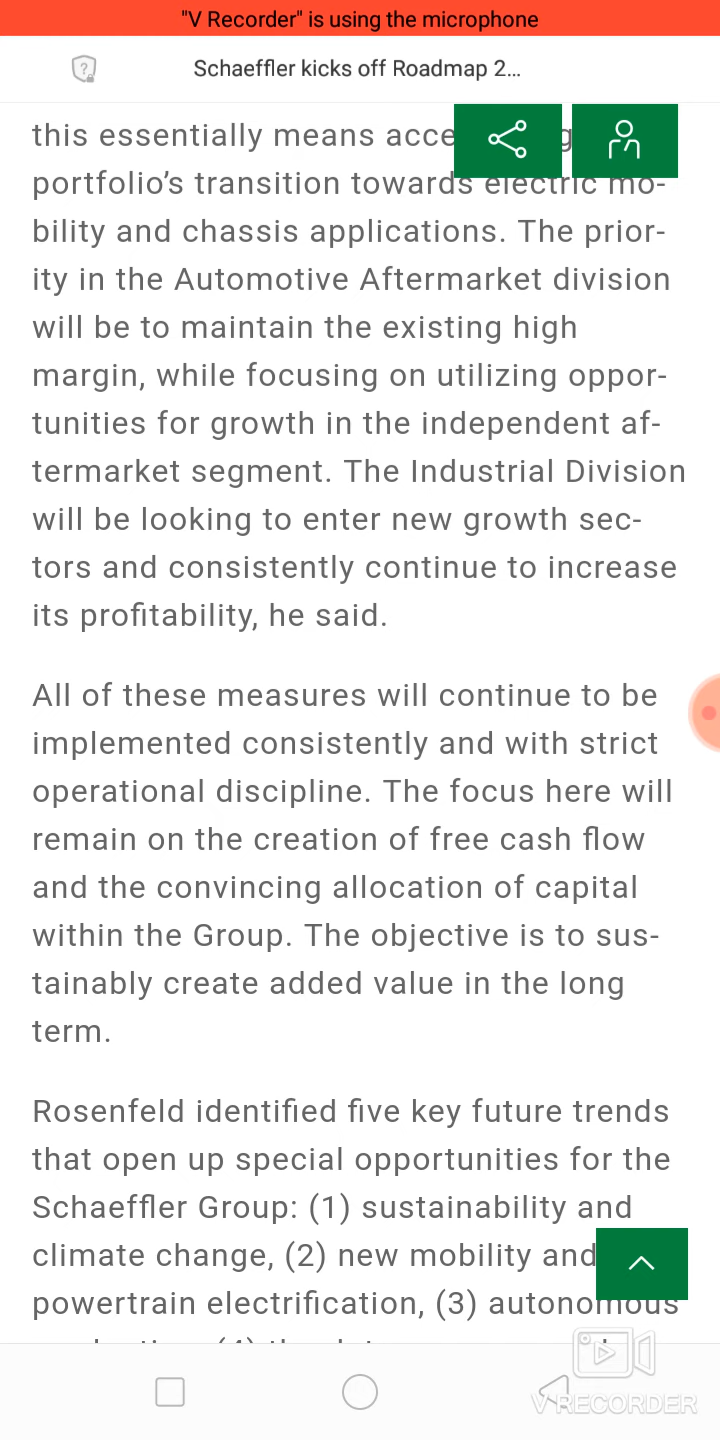 "V Recorder" is using the microphone
Schaeffler kicks off Roadmap 2...
this essentially means
portfolio's transition towards electric mo-
bility and chassis applications. The prior-
ity in the Automotive Aftermarket division
will be to maintain the existing high
margin, while focusing on utilizing oppor-
tunities for growth in the independent af-
termarket segment. The Industrial Division
will be looking to enter new growth sec-
tors and consistently continue to increase
its profitability, he said.
All of these measures will continue to be
implemented consistently and with strict
operational discipline. The focus here will
remain on the creation of free cash flow
and the convincing allocation of capital
within the Group. The objective is to sus-
tainably create added value in the long
term.
Rosenfeld identified five key future trends
that open up special opportunities for the
Schaeffler Group: (1) sustainability and
climate change, (2) new mobility and
powertrain electrification, (3) autonomous
V RECORDER